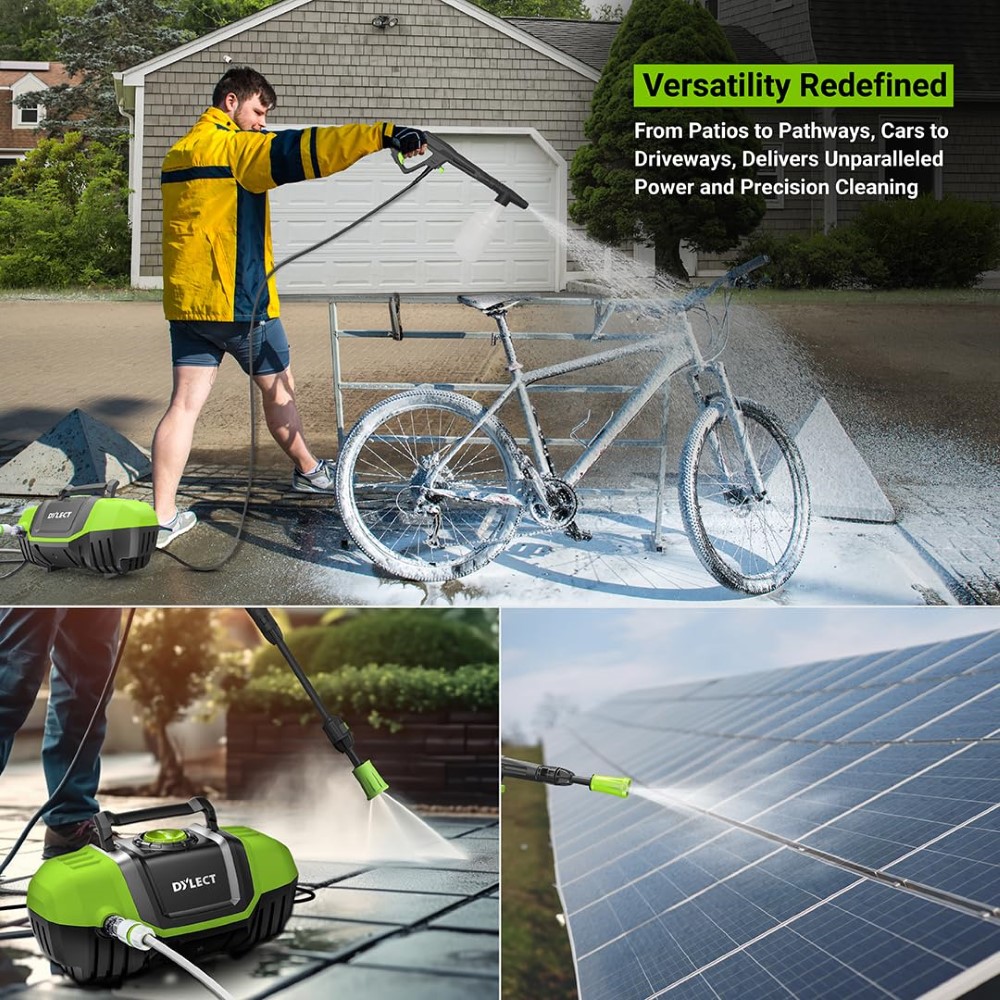 Versatility Redefined
From Patios to Pathways, Cars to
Driveways, Delivers Unparalleled
Power and Precision Cleaning
DYLECT
DYLECT